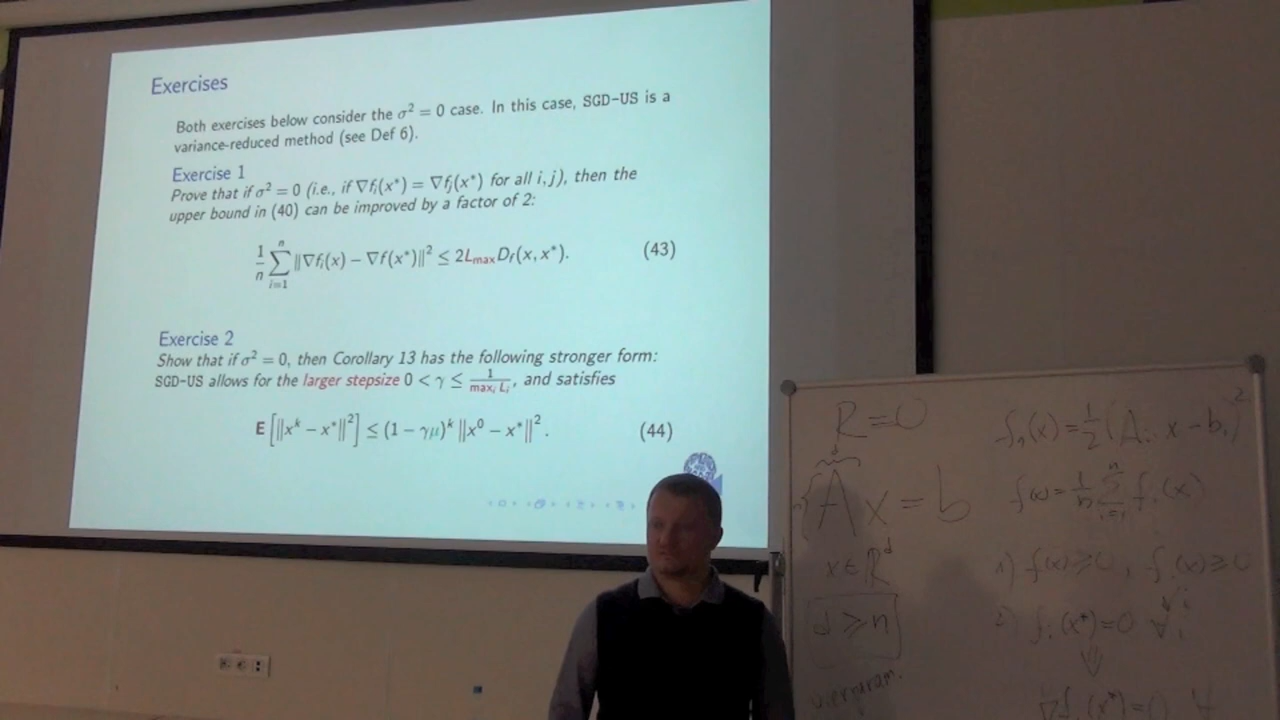 Exercises
Both exercises below consider the σ² = 0 case. In this case, SGD-US is a
variance-reduced method (see Def 6).
Exercise 1
Prove that if σ² = 0 (i.e., if ∇fᵢ(x*) = ∇fⱼ(x*) for all i, j), then the
upper bound in (40) can be improved by a factor of 2:
1/n ∑ⁿᵢ₌₁ ‖∇fᵢ(x) − ∇f(x*)‖² ≤ 2L_max D_f(x, x*). (43)
Exercise 2
Show that if σ² = 0, then Corollary 13 has the following stronger form:
SGD-US allows for the larger stepsize 0 < γ ≤ 1/maxᵢ Lᵢ, and satisfies
E[‖xᵏ − x*‖²] ≤ (1 − γμ)ᵏ ‖x⁰ − x*‖². (44)
R = 0
d
n{ A x = b
x ∈ ℝᵈ
d ⩾ n
(x) = 1/2 (Aᵢ: x − bᵢ)²
f(x) = 1/n ∑ⁿᵢ₌₁ fᵢ(x)
1) f(x) ⩾ 0, fᵢ(x) ⩾ 0
2) fᵢ(x*) = 0 ∀ᵢ
⇓
∇fᵢ(x*) = 0 ∀